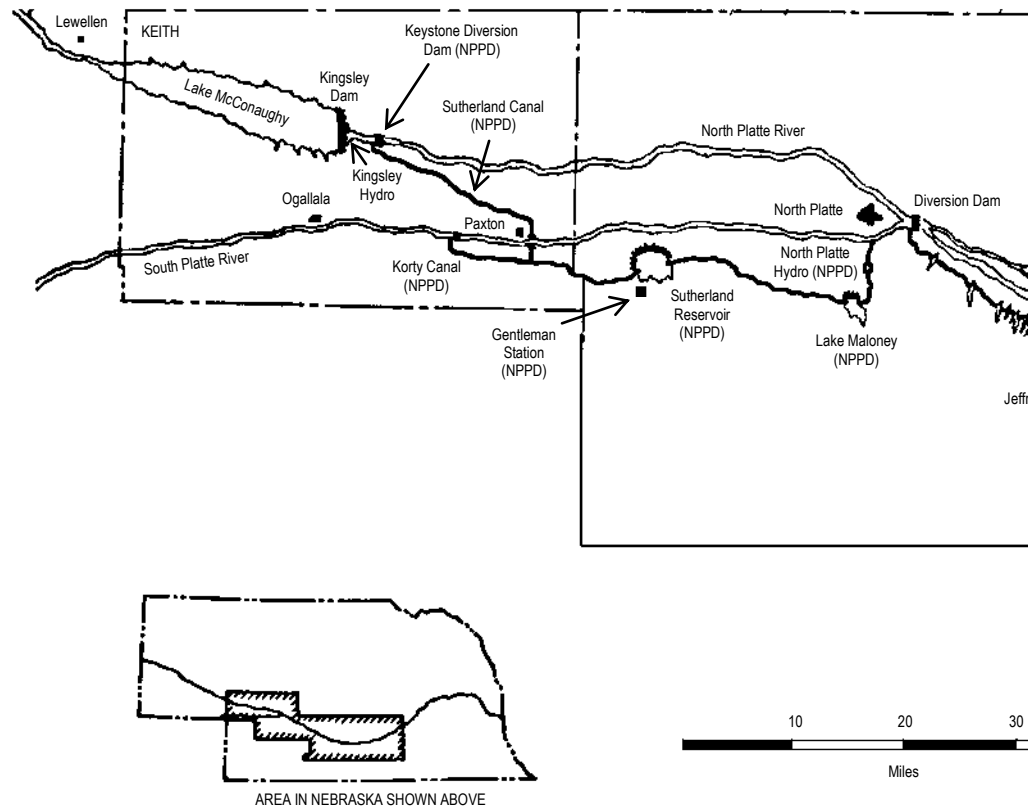 Lewellen
KEITH
Keystone Diversion
Dam (NPPD)
Kingsley
Dam
Lake McConaughy
Sutherland Canal
(NPPD)
North Platte River
Kingsley
Hydro
Ogallala
Paxton
North Platte
Diversion Dam
South Platte River
Korty Canal
(NPPD)
North Platte
Hydro (NPPD)
Sutherland
Reservoir
(NPPD)
Gentleman
Station
(NPPD)
Lake Maloney
(NPPD)
Jeffr
10
20
30
Miles
AREA IN NEBRASKA SHOWN ABOVE